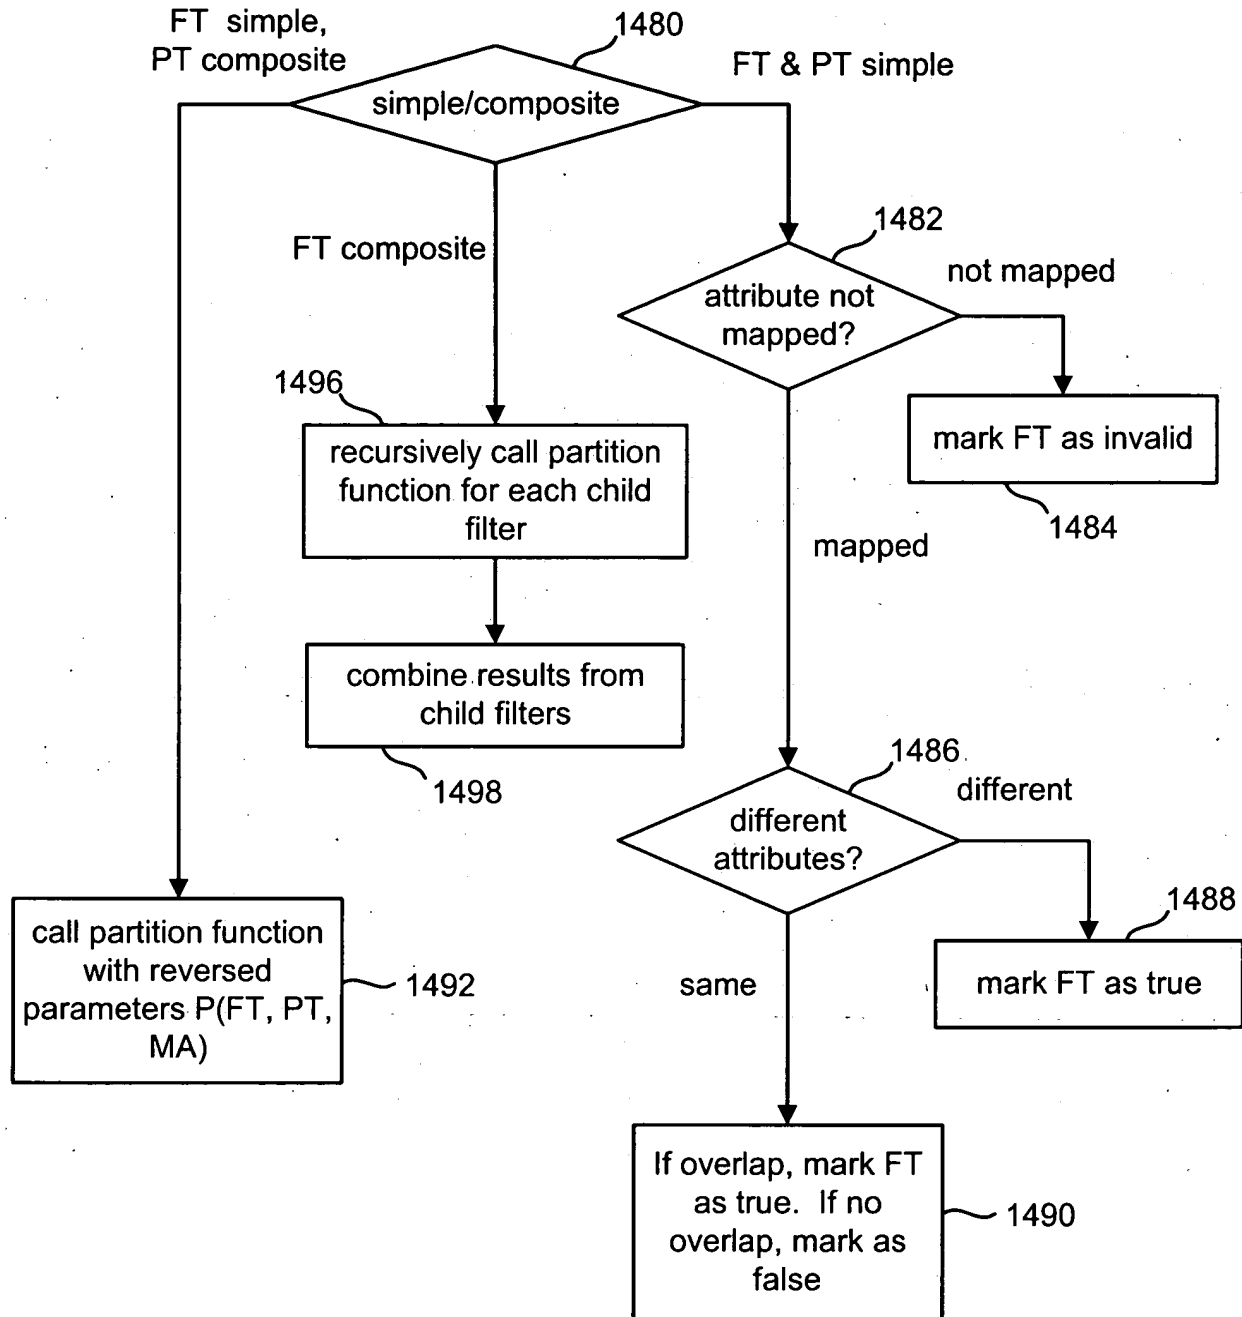 FT simple,
PT composite
1480
FT & PT simple
simple/composite
1482
FT composite
not mapped
attribute not
mapped?
1496
mark FT as invalid
recursively call partition
function for each child
filter
1484
mapped
combine results from
child filters
1486
different
1498
different
attributes?
1488
call partition function
with reversed
parameters P(FT, PT,
MA)
1492
same
mark FT as true
If overlap, mark FT
as true. If no
overlap, mark as
false
1490